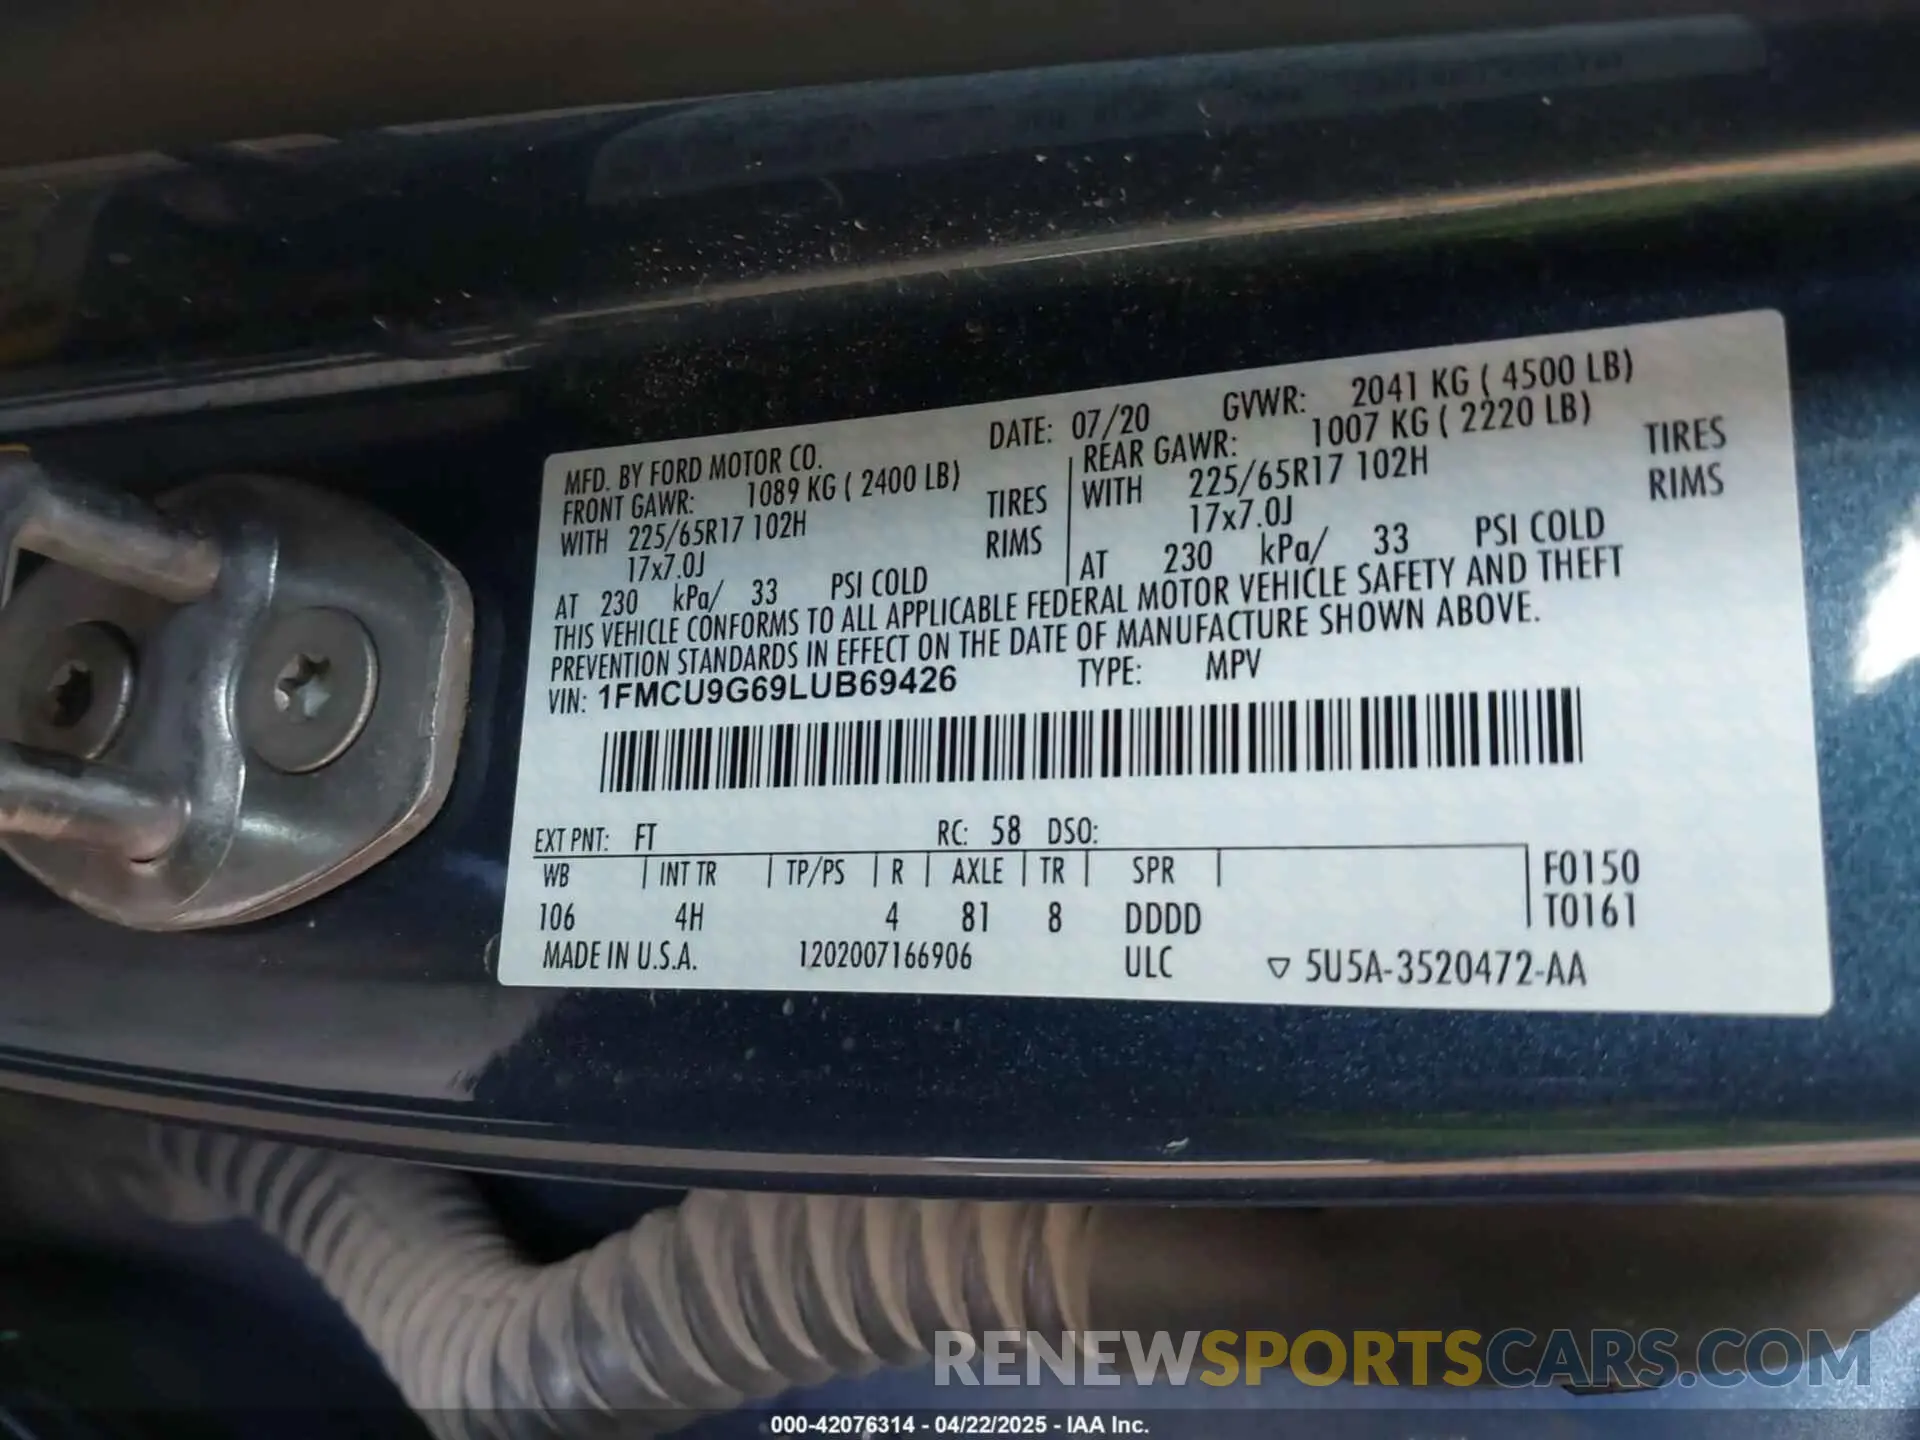 MFD. BY FORD MOTOR CO. DATE: 07/20 GVWR: 2041 KG ( 4500 LB)
FRONT GAWR: 1089 KG ( 2400 LB) REAR GAWR: 1007 KG ( 2220 LB)
WITH 225/65R17 102H TIRES WITH 225/65R17 102H TIRES
17x7.0J RIMS 17x7.0J RIMS
AT 230 kPa/ 33 PSI COLD AT 230 kPa/ 33 PSI COLD
THIS VEHICLE CONFORMS TO ALL APPLICABLE FEDERAL MOTOR VEHICLE SAFETY AND THEFT
PREVENTION STANDARDS IN EFFECT ON THE DATE OF MANUFACTURE SHOWN ABOVE.
VIN: 1FMCU9G69LUB69426 TYPE: MPV
EXT PNT: FT RC: 58 DSO:
WB INT TR TP/PS R AXLE TR SPR F0150
106 4H 4 81 8 DDDD T0161
MADE IN U.S.A. 1202007166906 ULC ▽ 5U5A-3520472-AA
RENEWSPORTSCARS.COM
000-42076314 - 04/22/2025 - IAA Inc.